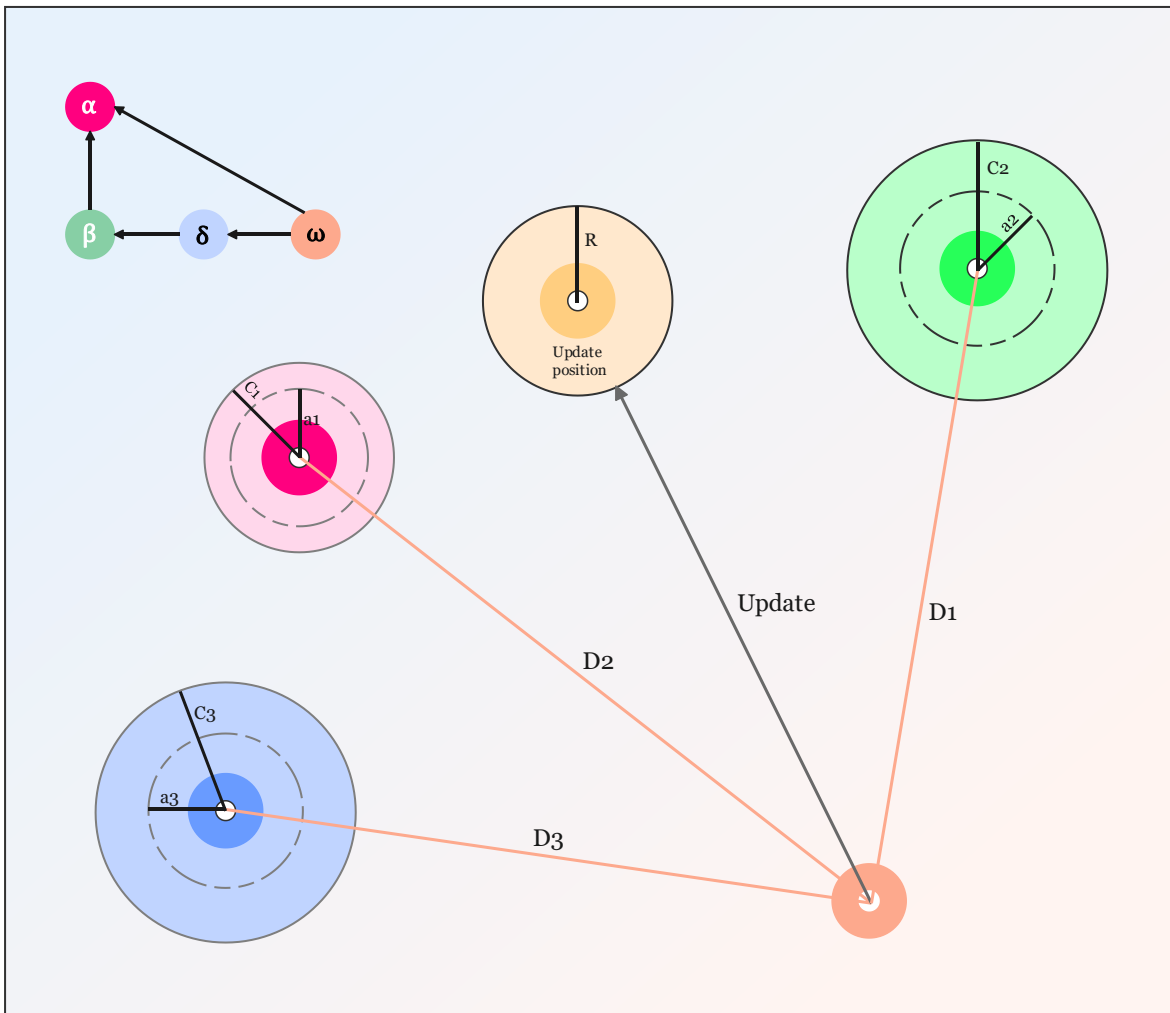 α
β
δ
ω
C2
a2
R
Update
position
C1
a1
Update
D1
D2
C3
a3
D3